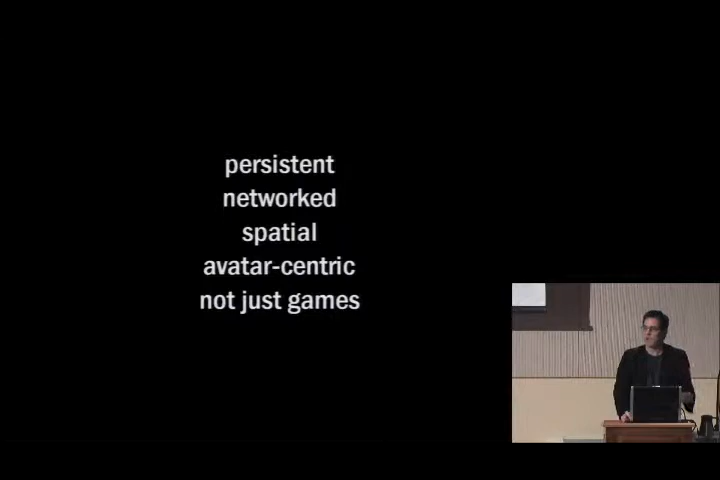 persistent
networked
spatial
avatar-centric
not just games